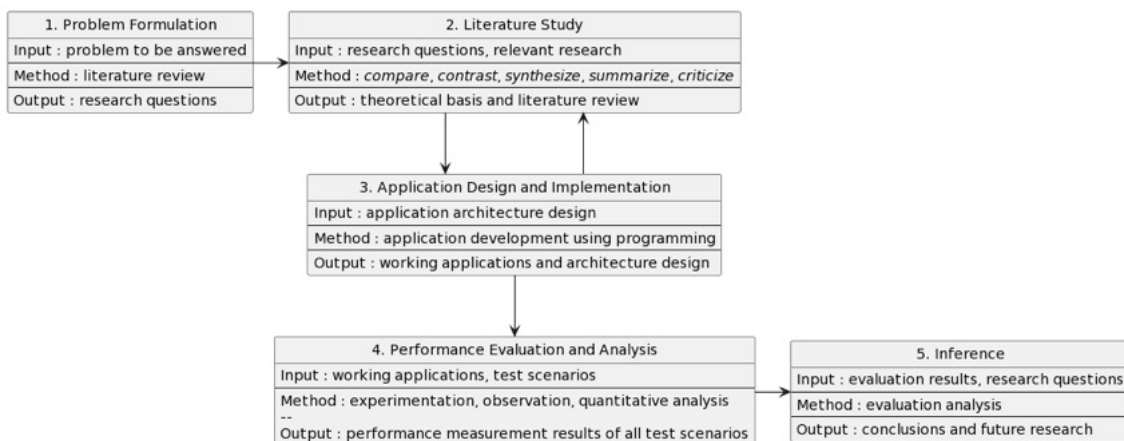 1. Problem Formulation
Input : problem to be answered
Method : literature review
Output : research questions
2. Literature Study
Input : research questions, relevant research
Method : compare, contrast, synthesize, summarize, criticize
Output : theoretical basis and literature review
3. Application Design and Implementation
Input : application architecture design
Method : application development using programming
Output : working applications and architecture design
4. Performance Evaluation and Analysis
Input : working applications, test scenarios
Method : experimentation, observation, quantitative analysis
--
Output : performance measurement results of all test scenarios
5. Inference
Input : evaluation results, research questions
Method : evaluation analysis
Output : conclusions and future research